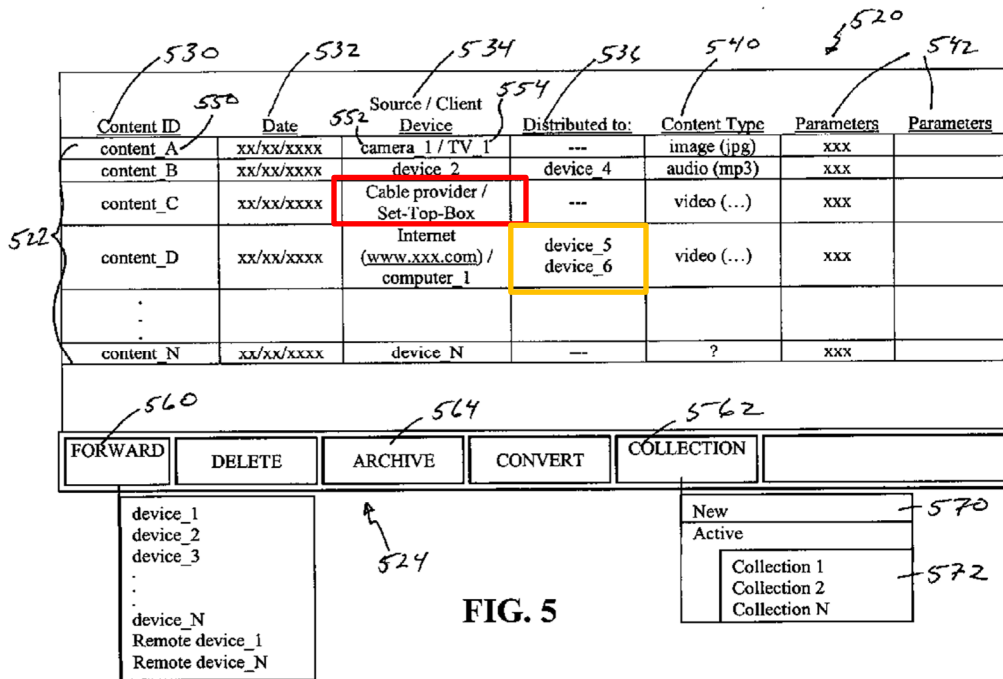 530 532 534 536 540 520 542
Source / Client
552 554
Content ID Date Device Distributed to: Content Type Parameters Parameters
550
content_A xx/xx/xxxx camera_1 / TV_1 --- image (jpg) xxx
content_B xx/xx/xxxx device_2 device_4 audio (mp3) xxx
content_C xx/xx/xxxx Cable provider / --- video (...) xxx
Set-Top-Box
522
Internet
content_D xx/xx/xxxx (www.xxx.com) / device_5 video (...) xxx
computer_1 device_6
.
.
.
content_N xx/xx/xxxx device_N --- ? xxx
560 564 562
FORWARD DELETE ARCHIVE CONVERT COLLECTION
device_1
device_2
device_3
.
.
.
device_N
Remote device_1
Remote device_N
524
FIG. 5
New 570
Active
Collection 1
Collection 2 572
Collection N